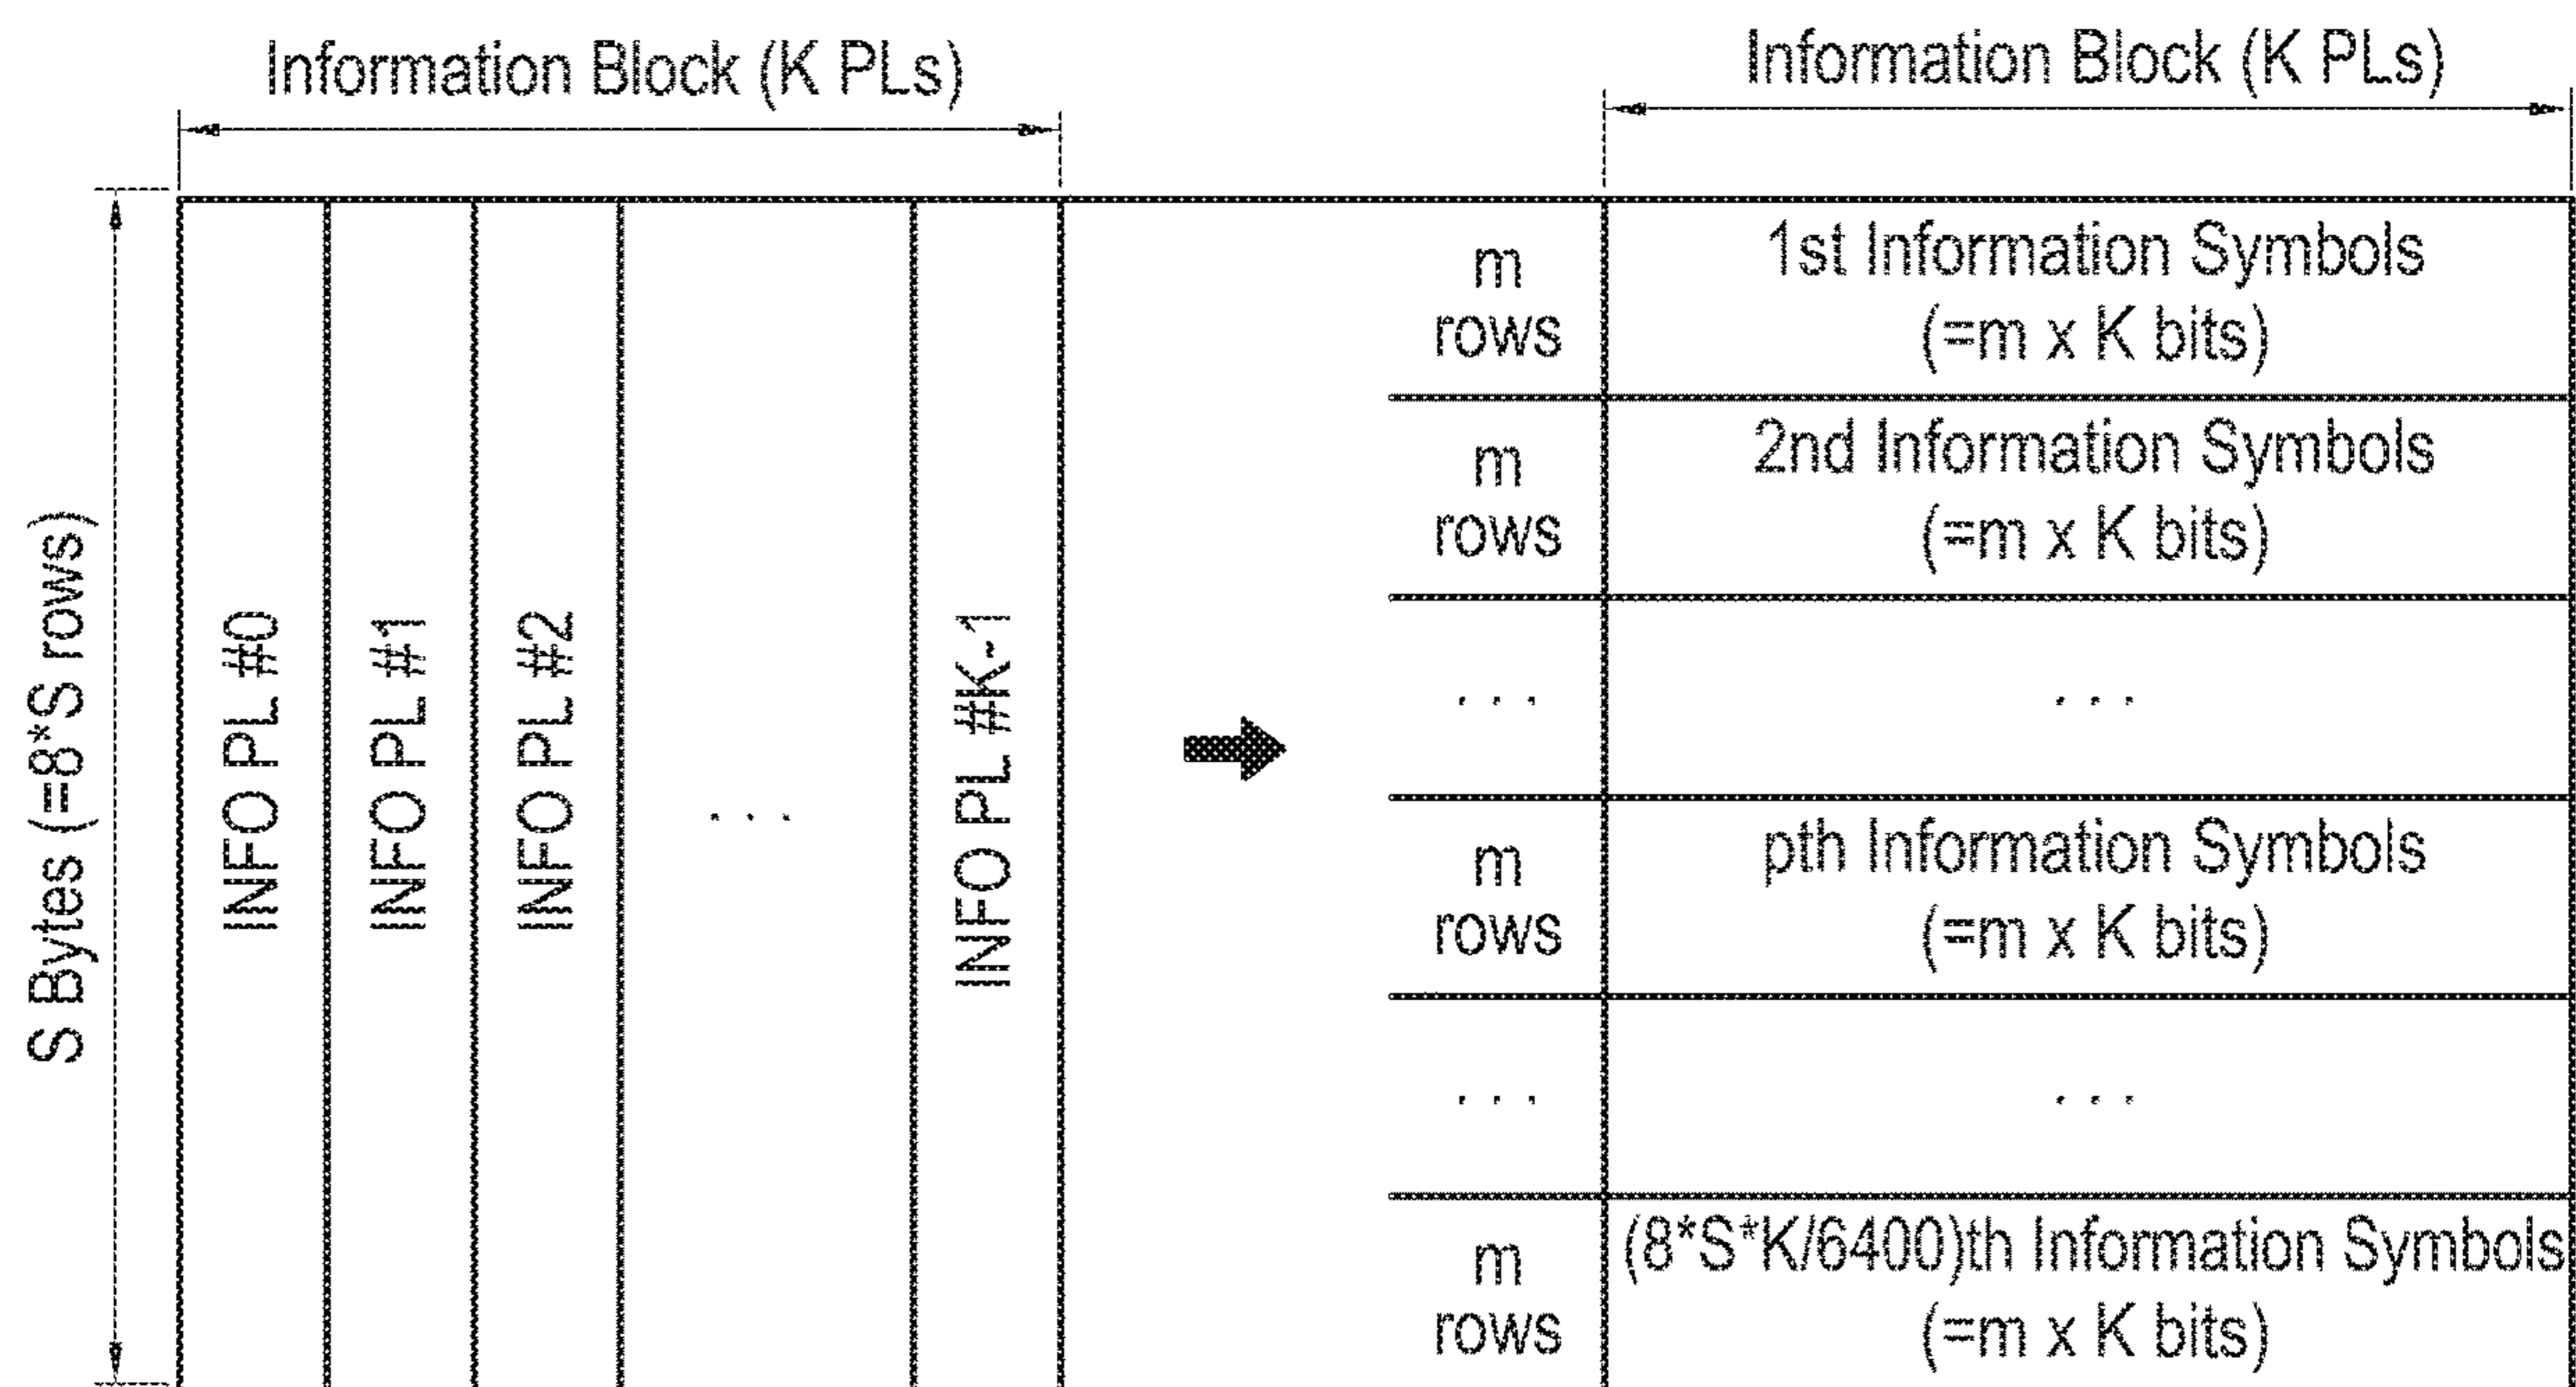 Information Block (K PLs)
S Bytes (=8*S rows)
INFO PL #0
INFO PL #1
INFO PL #2
. . .
INFO PL #K-1
Information Block (K PLs)
m
rows
1st Information Symbols
(=m x K bits)
m
rows
2nd Information Symbols
(=m x K bits)
. . .
. . .
m
rows
pth Information Symbols
(=m x K bits)
. . .
. . .
m
rows
(8*S*K/6400)th Information Symbols
(=m x K bits)